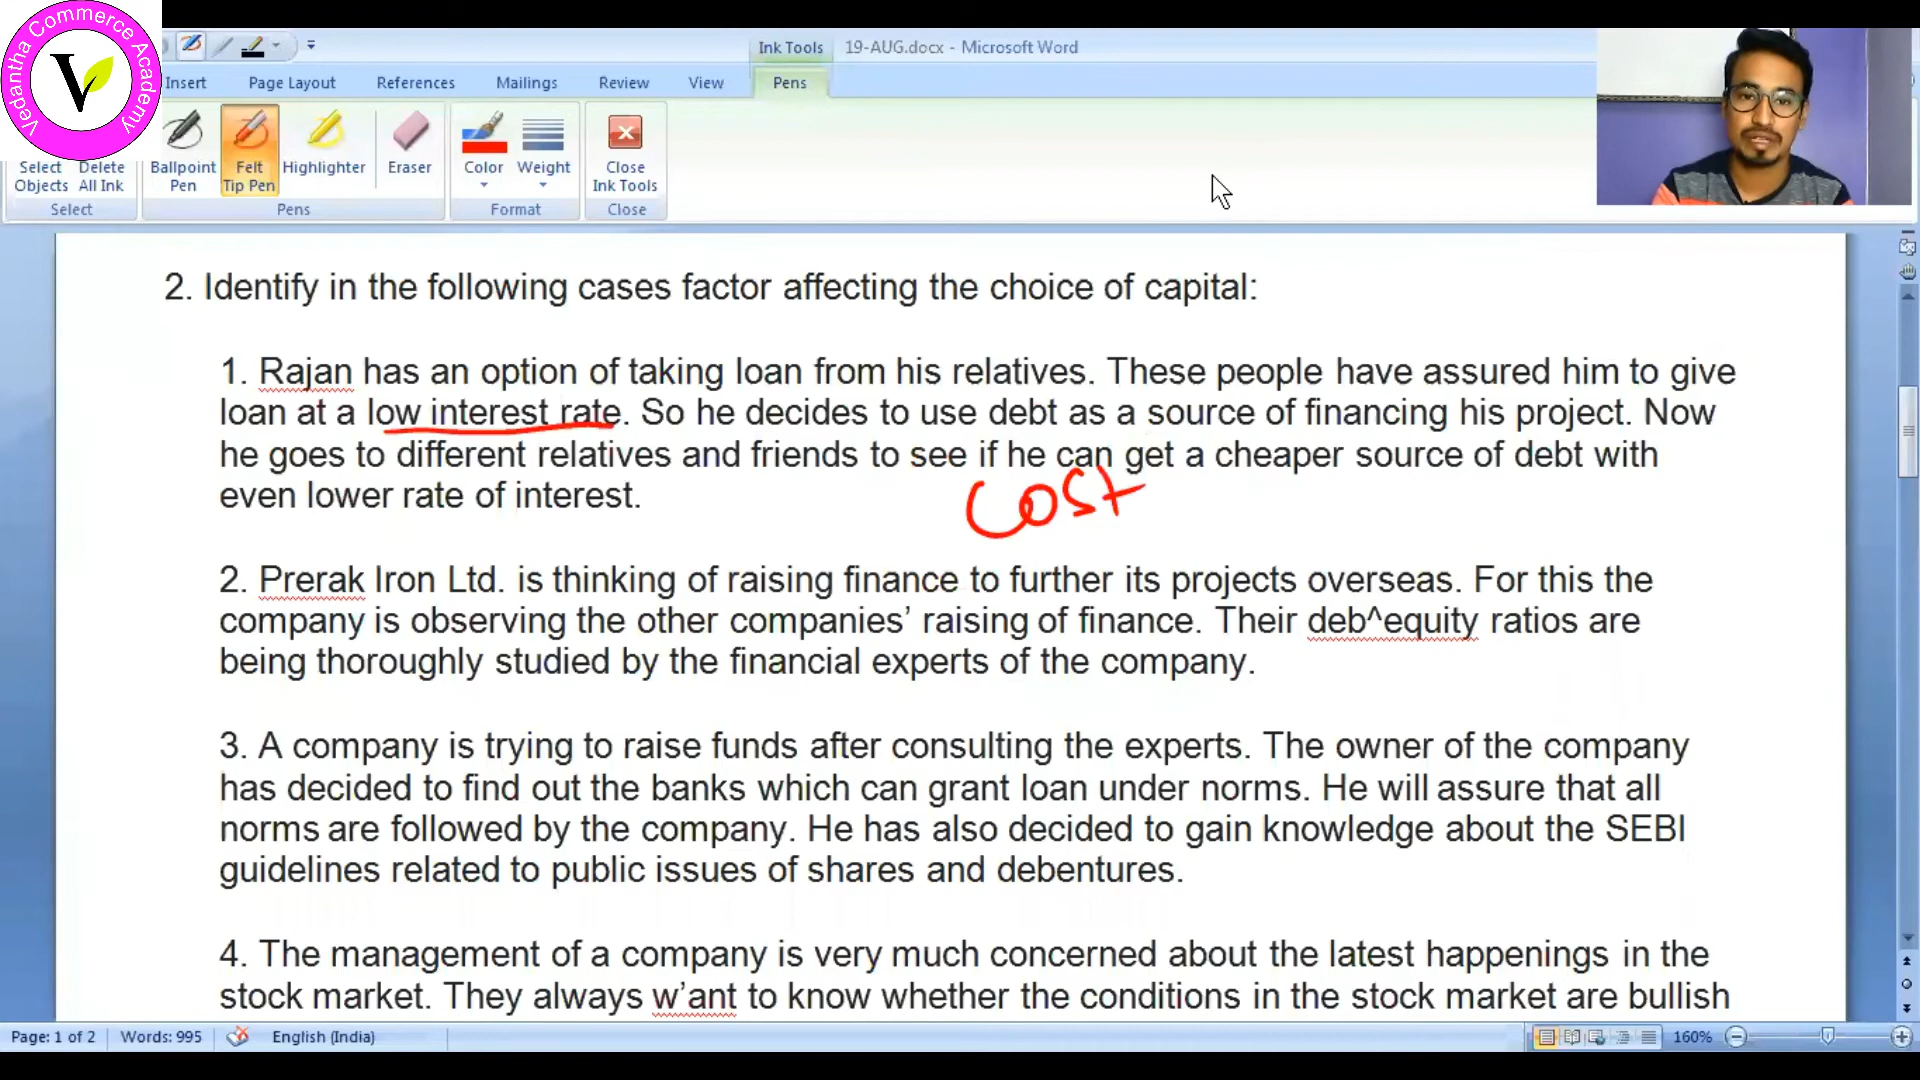 Vedantha Commerce Academy
V
Ink Tools 19-AUG.docx - Microsoft Word
Insert Page Layout References Mailings Review View Pens
Select Objects Delete All Ink Ballpoint Pen Felt Tip Pen Highlighter Eraser Color Weight Close Ink Tools
Select Pens Format Close
2. Identify in the following cases factor affecting the choice of capital:
1. Rajan has an option of taking loan from his relatives. These people have assured him to give
loan at a low interest rate. So he decides to use debt as a source of financing his project. Now
he goes to different relatives and friends to see if he can get a cheaper source of debt with
even lower rate of interest.
Cost
2. Prerak Iron Ltd. is thinking of raising finance to further its projects overseas. For this the
company is observing the other companies’ raising of finance. Their deb^equity ratios are
being thoroughly studied by the financial experts of the company.
3. A company is trying to raise funds after consulting the experts. The owner of the company
has decided to find out the banks which can grant loan under norms. He will assure that all
norms are followed by the company. He has also decided to gain knowledge about the SEBI
guidelines related to public issues of shares and debentures.
4. The management of a company is very much concerned about the latest happenings in the
stock market. They always w’ant to know whether the conditions in the stock market are bullish
Page: 1 of 2 Words: 995 English (India) 160%